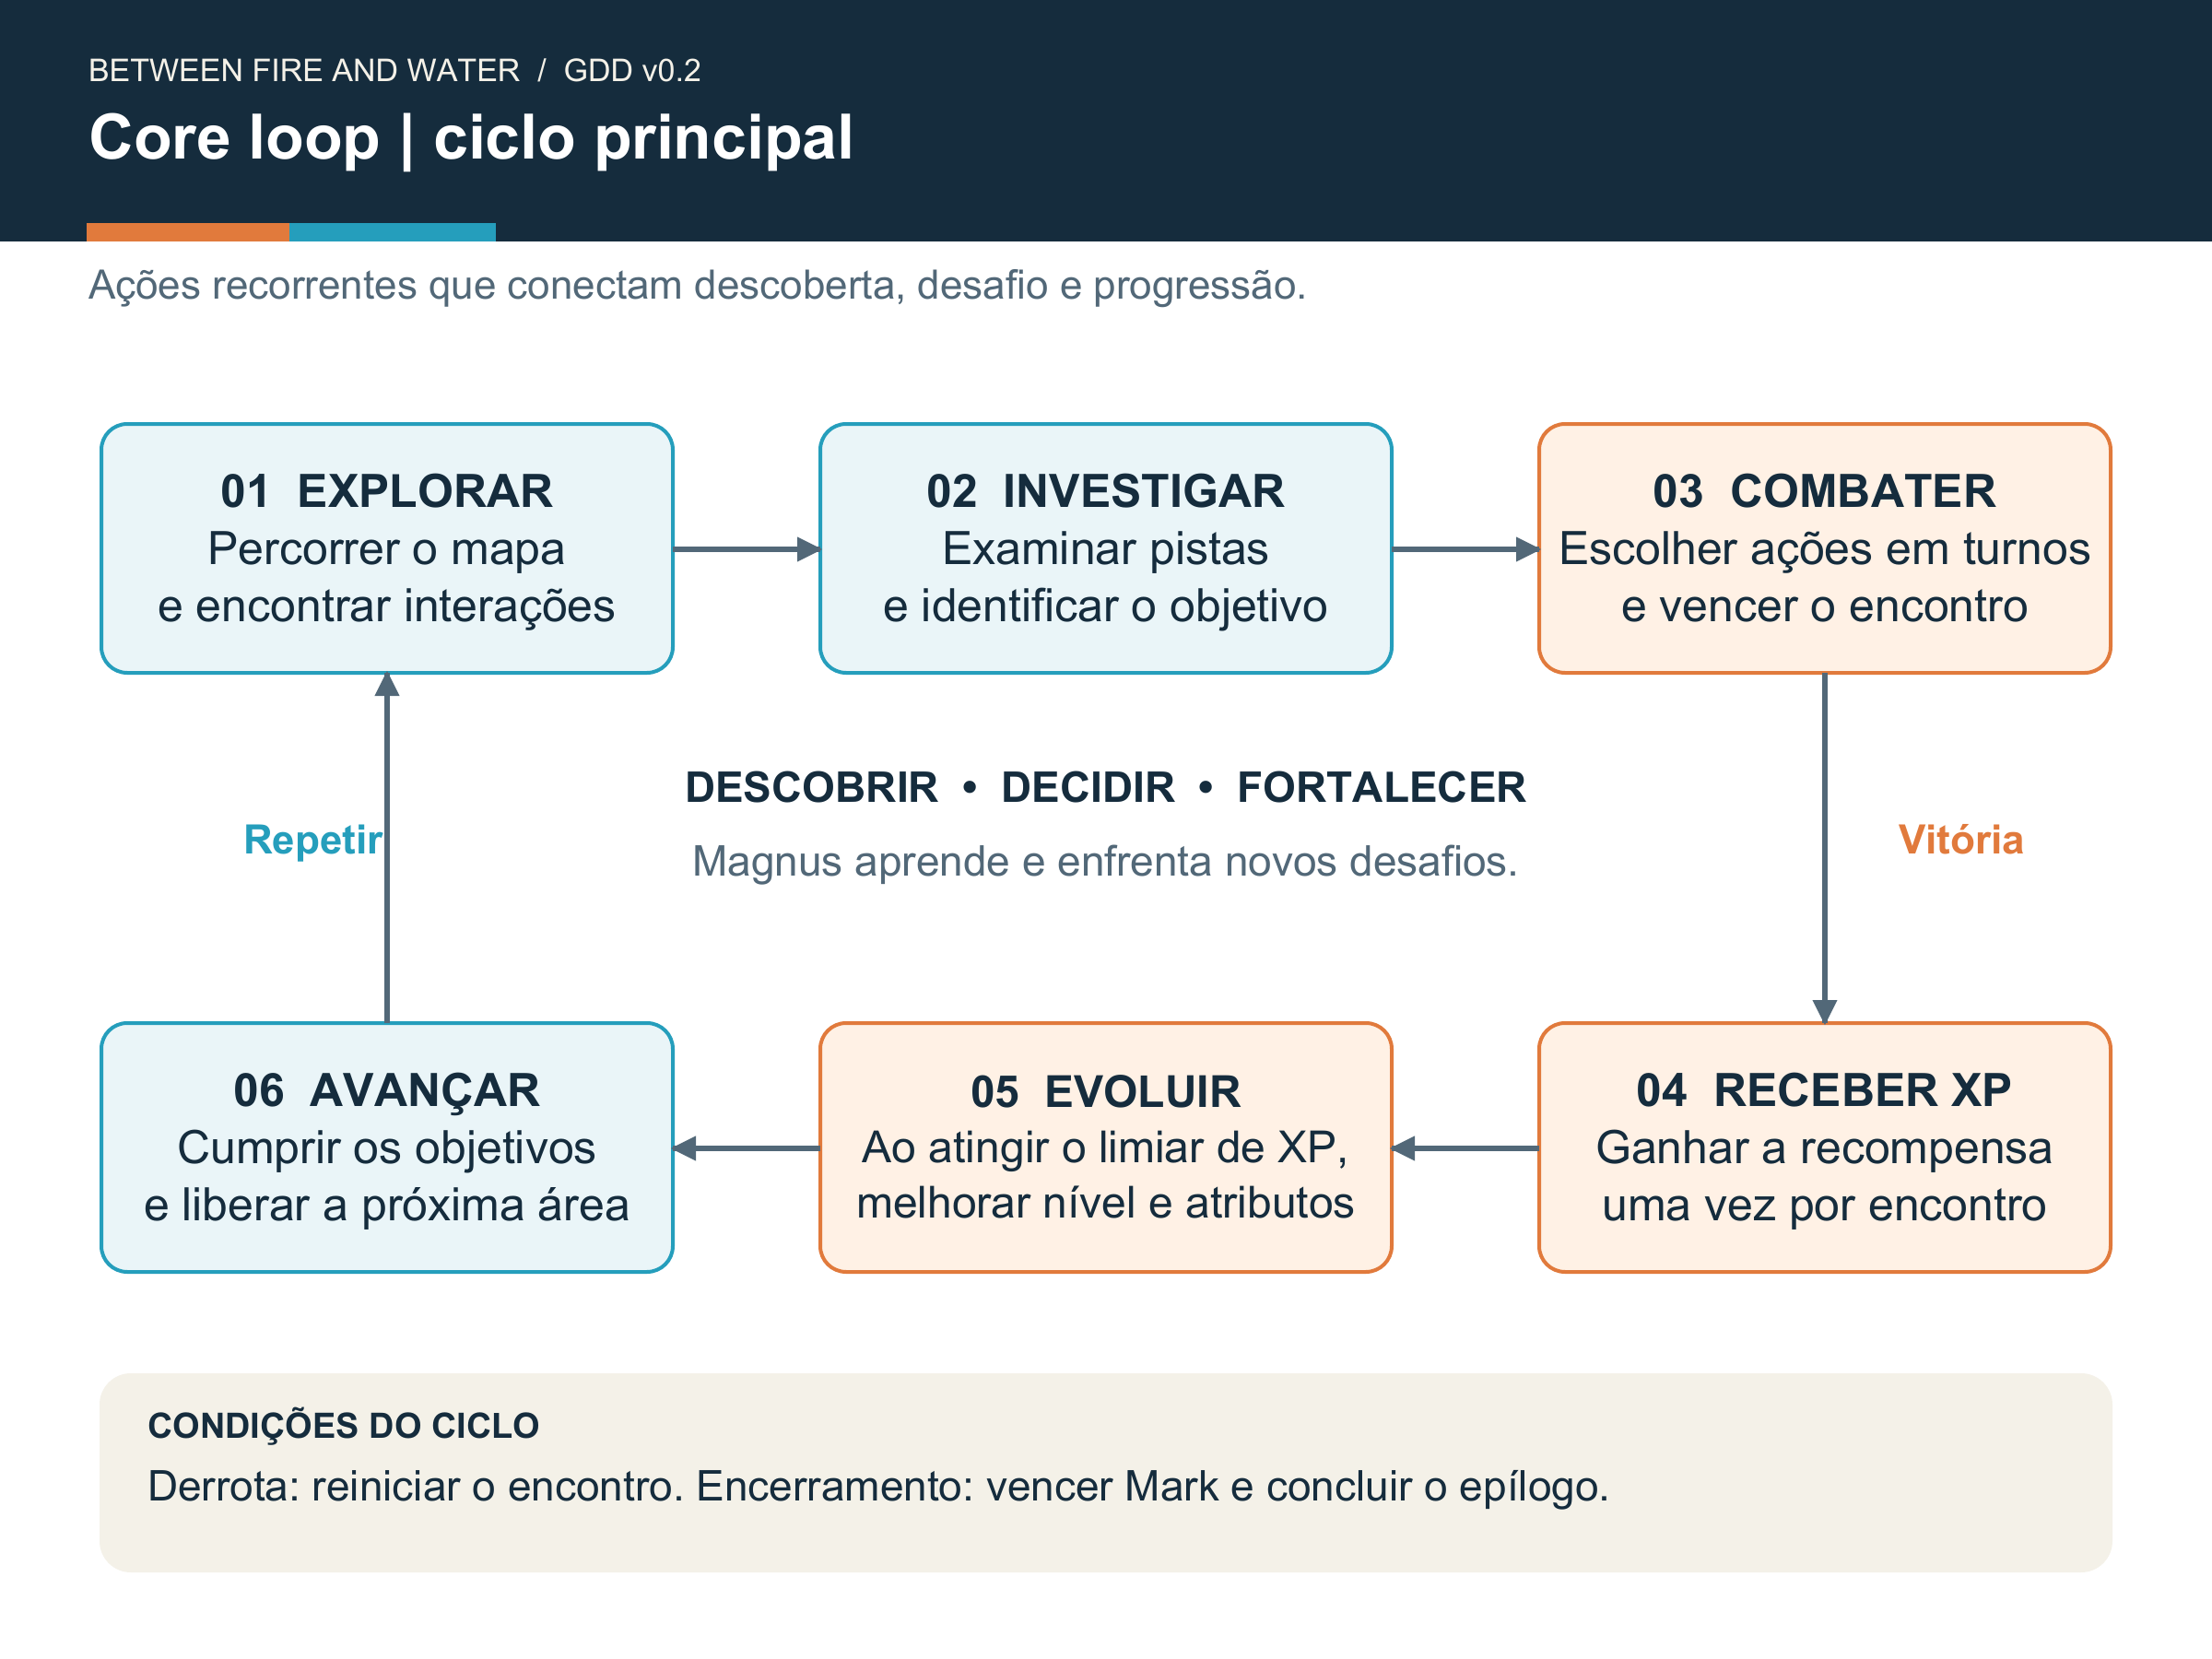 BETWEEN FIRE AND WATER / GDD v0.2
Core loop | ciclo principal
Ações recorrentes que conectam descoberta, desafio e progressão.
01 EXPLORAR
Percorrer o mapa
e encontrar interações
02 INVESTIGAR
Examinar pistas
e identificar o objetivo
03 COMBATER
Escolher ações em turnos
e vencer o encontro
DESCOBRIR • DECIDIR • FORTALECER
Magnus aprende e enfrenta novos desafios.
Repetir
Vitória
06 AVANÇAR
Cumprir os objetivos
e liberar a próxima área
05 EVOLUIR
Ao atingir o limiar de XP,
melhorar nível e atributos
04 RECEBER XP
Ganhar a recompensa
uma vez por encontro
CONDIÇÕES DO CICLO
Derrota: reiniciar o encontro. Encerramento: vencer Mark e concluir o epílogo.